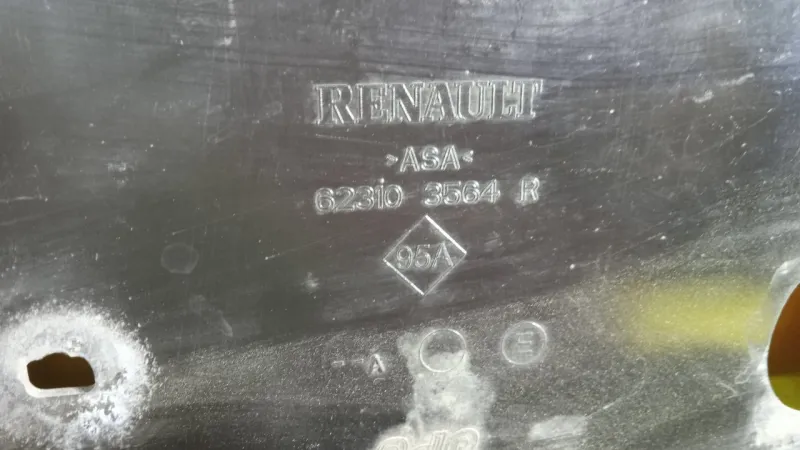 RENAULT
>ASA<
62310 3564 R
95A
A
E